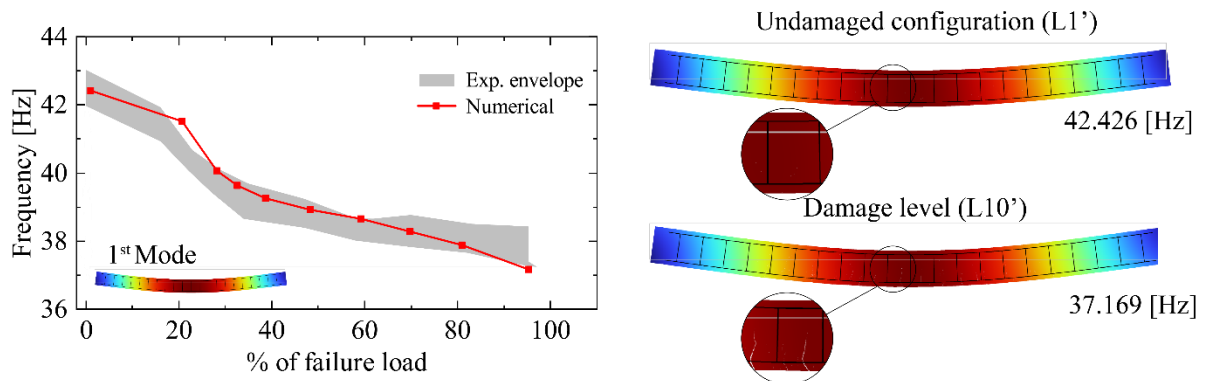 44
42
40
38
36
Frequency [Hz]
Exp. envelope
Numerical
1st Mode
0
20
40
60
80
100
% of failure load
Undamaged configuration (L1’)
42.426 [Hz]
Damage level (L10’)
37.169 [Hz]